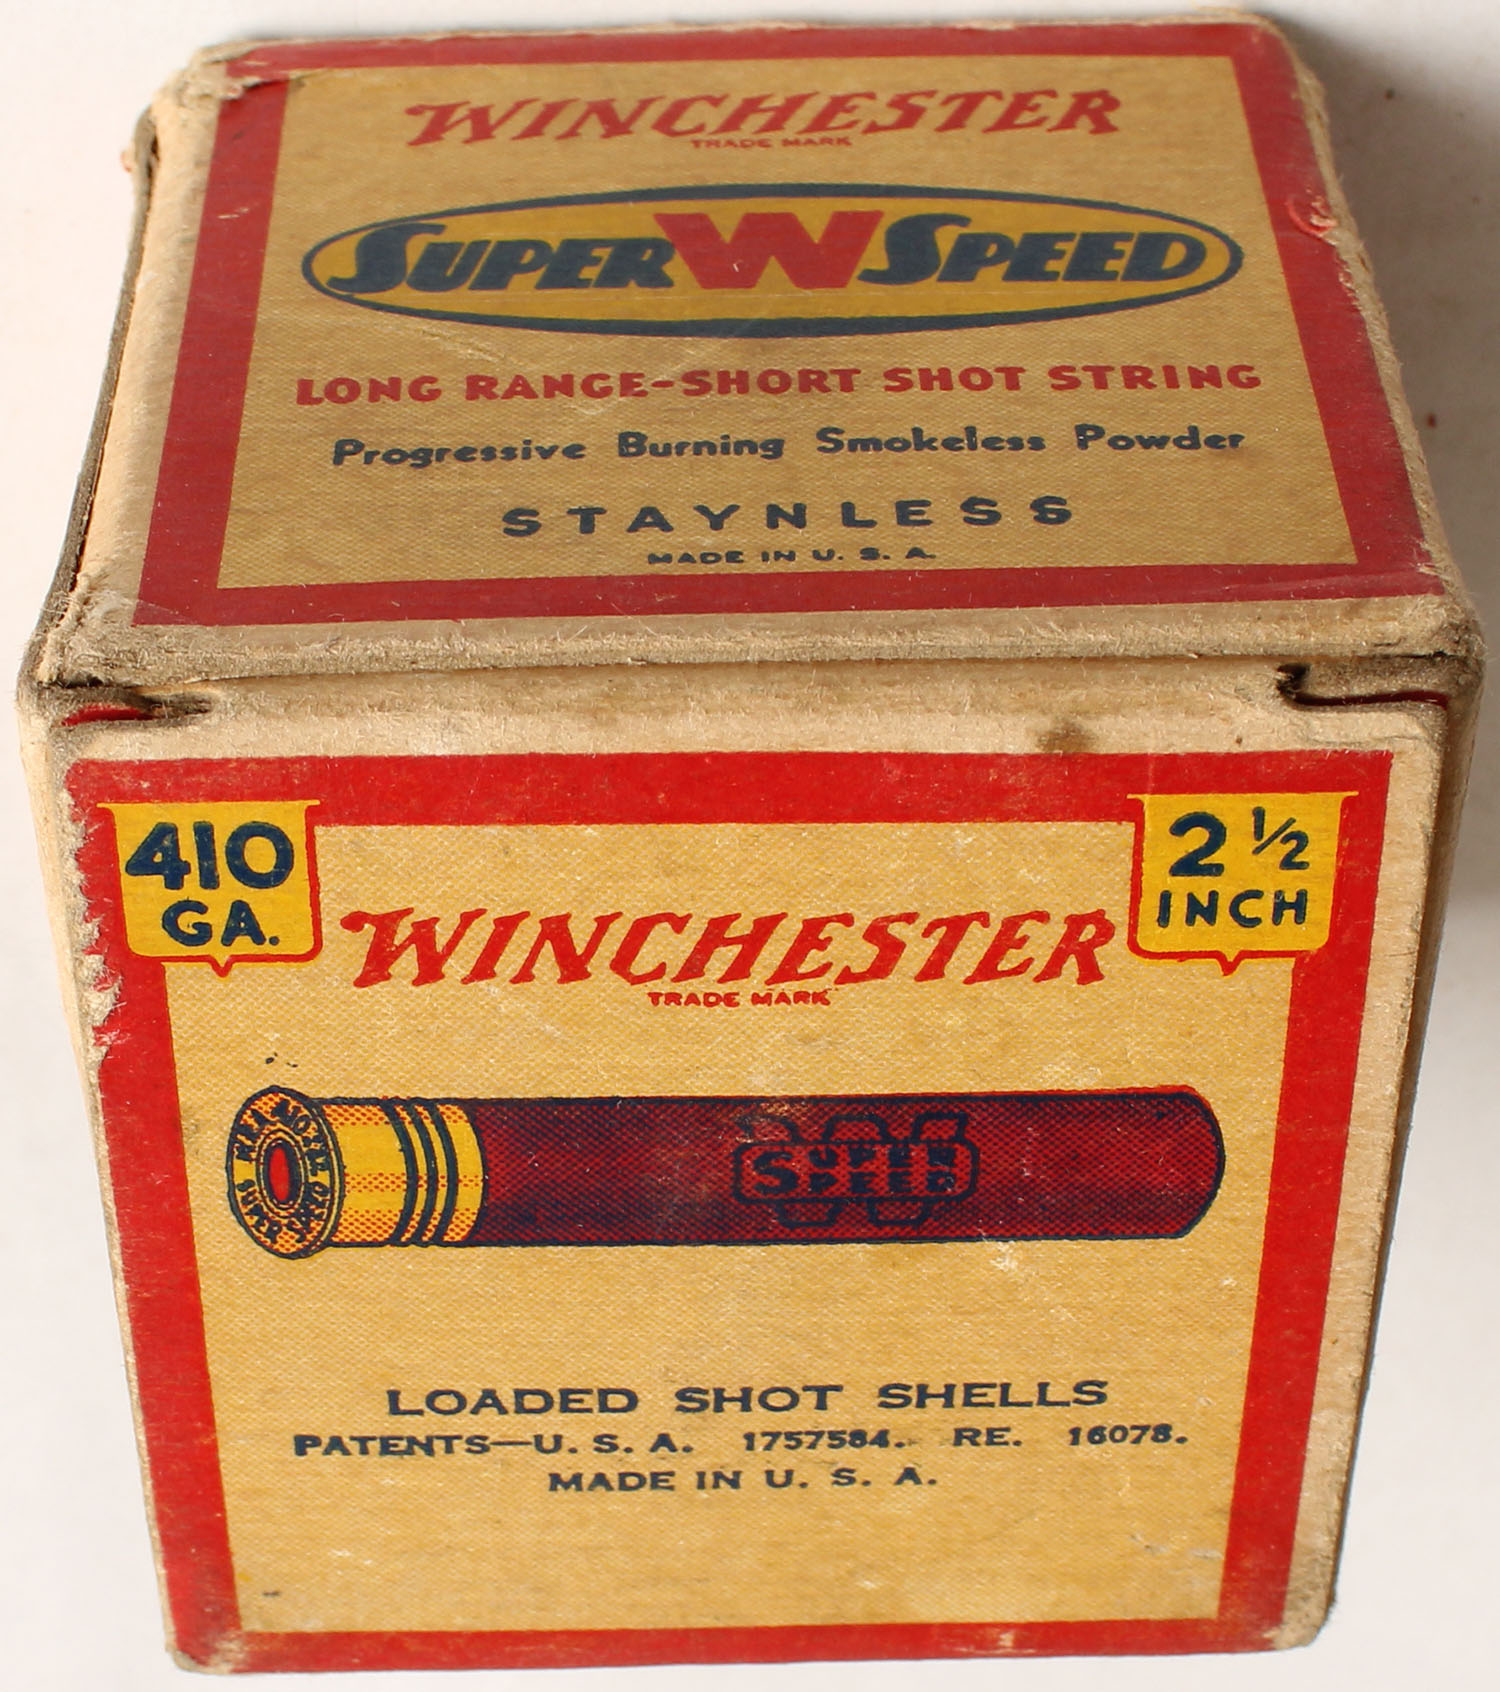 WINCHESTER
TRADE MARK
SUPER W SPEED
LONG RANGE-SHORT SHOT STRING
Progressive Burning Smokeless Powder
STAYNLESS
MADE IN U. S. A.
410 GA.
2 1/2 INCH
WINCHESTER
TRADE MARK
W
SUPER
SPEED
LOADED SHOT SHELLS
PATENTS—U. S. A. 1757584. RE. 16078.
MADE IN U. S. A.